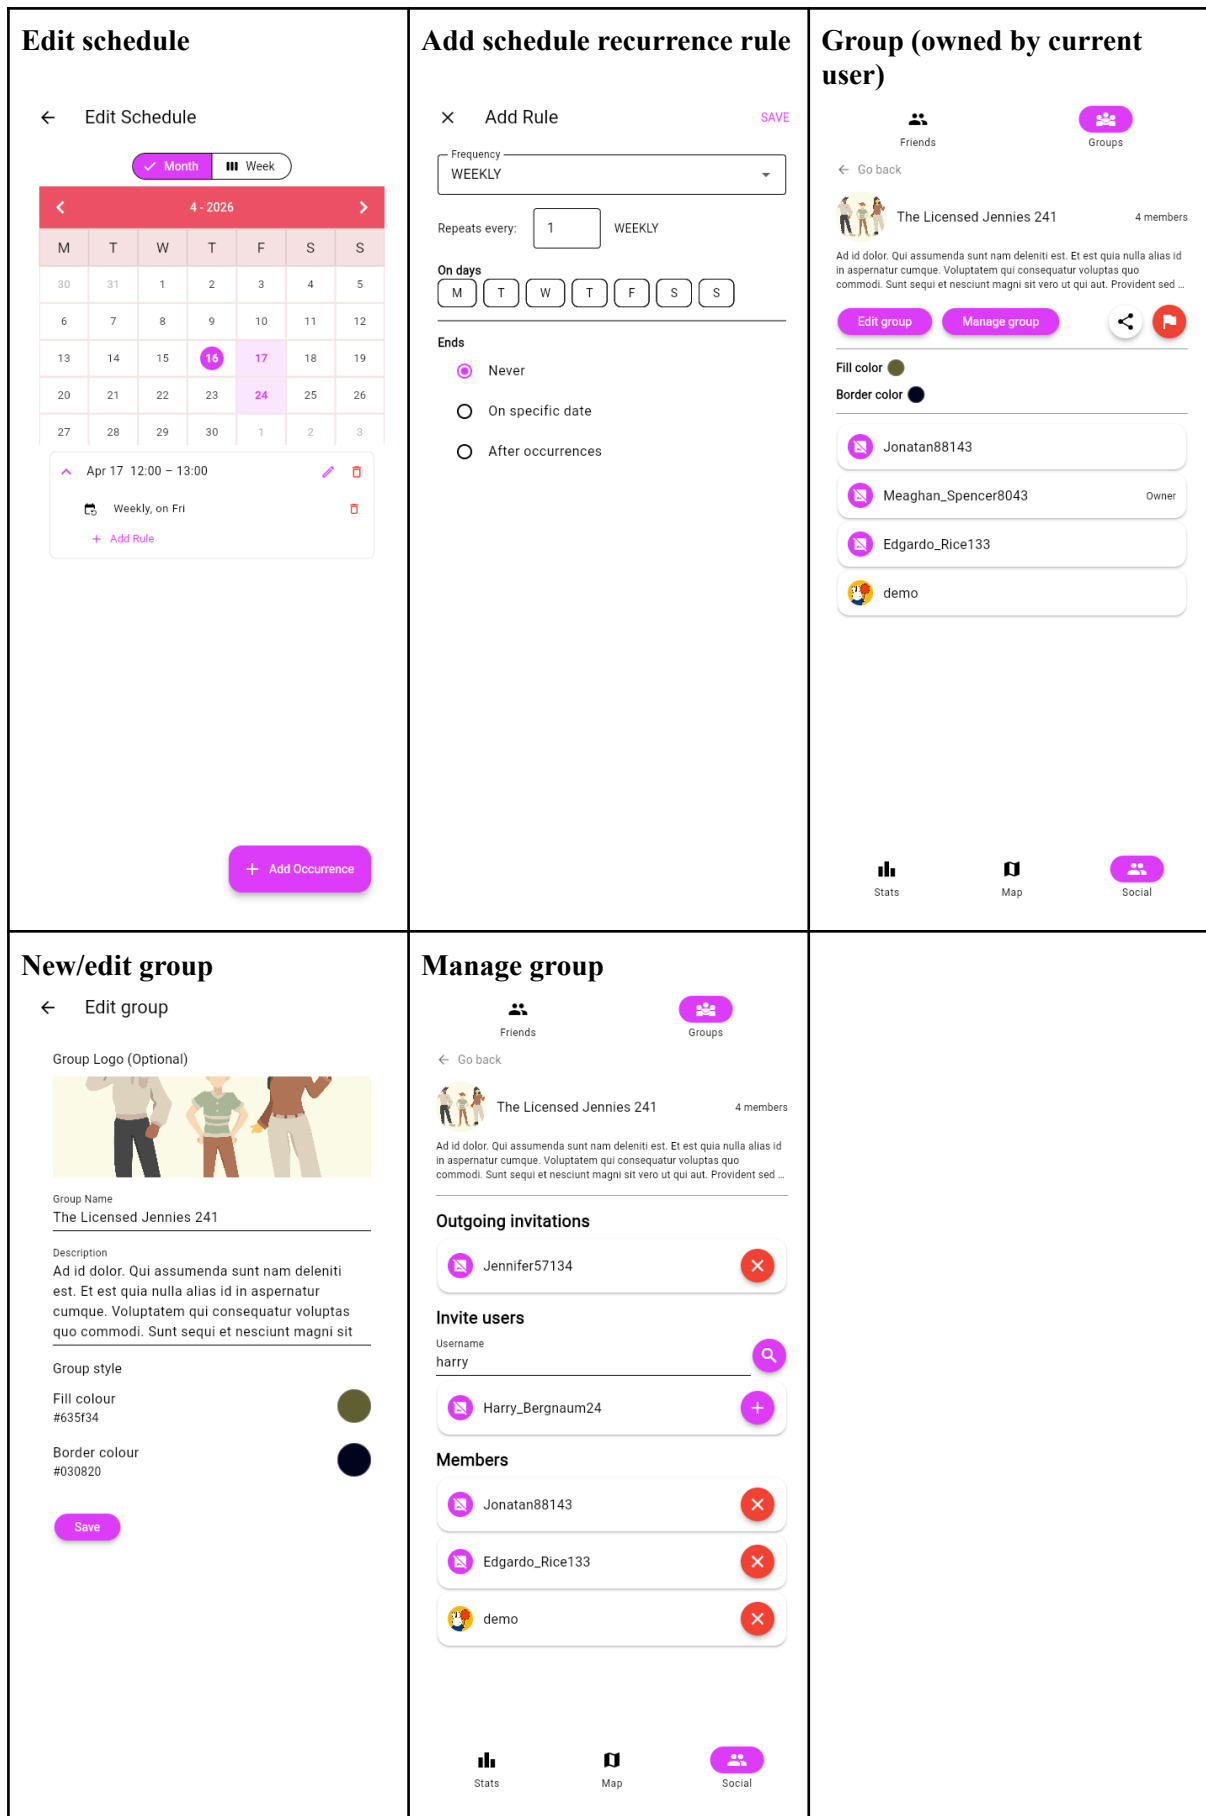 Edit schedule
Edit Schedule
Month
Week
4 - 2026
M T W T F S S
30 31 1 2 3 4 5
6 7 8 9 10 11 12
13 14 15 16 17 18 19
20 21 22 23 24 25 26
27 28 29 30 1 2 3
Apr 17 12:00 – 13:00
Weekly, on Fri
Add Rule
Add Occurrence
Add schedule recurrence rule
Add Rule
SAVE
Frequency
WEEKLY
Repeats every: 1 WEEKLY
On days
M T W T F S S
Ends
Never
On specific date
After occurrences
Group (owned by current
user)
Friends
Groups
Go back
The Licensed Jennies 241
4 members
Ad id dolor. Qui assumenda sunt nam deleniti est. Et est quia nulla alias id
in aspernatur cumque. Voluptatem qui consequatur voluptas quo
commodi. Sunt sequi et nesciunt magni sit vero ut qui aut. Provident sed ...
Edit group
Manage group
Fill color
Border color
Jonatan88143
Meaghan_Spencer8043
Owner
Edgardo_Rice133
demo
Stats
Map
Social
New/edit group
Edit group
Group Logo (Optional)
Group Name
The Licensed Jennies 241
Description
Ad id dolor. Qui assumenda sunt nam deleniti
est. Et est quia nulla alias id in aspernatur
cumque. Voluptatem qui consequatur voluptas
quo commodi. Sunt sequi et nesciunt magni sit
Group style
Fill colour
#635f34
Border colour
#030820
Save
Manage group
Friends
Groups
Go back
The Licensed Jennies 241
4 members
Ad id dolor. Qui assumenda sunt nam deleniti est. Et est quia nulla alias id
in aspernatur cumque. Voluptatem qui consequatur voluptas quo
commodi. Sunt sequi et nesciunt magni sit vero ut qui aut. Provident sed ...
Outgoing invitations
Jennifer57134
Invite users
Username
harry
Harry_Bergnaum24
Members
Jonatan88143
Edgardo_Rice133
demo
Stats
Map
Social